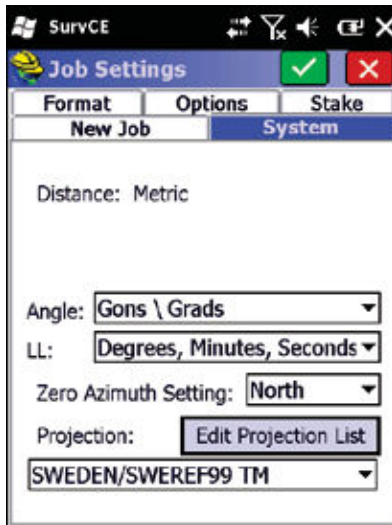 SurvCE
Job Settings
Format Options Stake
New Job System
Distance: Metric
Angle: Gons \ Grads
LL: Degrees, Minutes, Seconds
Zero Azimuth Setting: North
Projection: Edit Projection List
SWEDEN/SWEREF99 TM